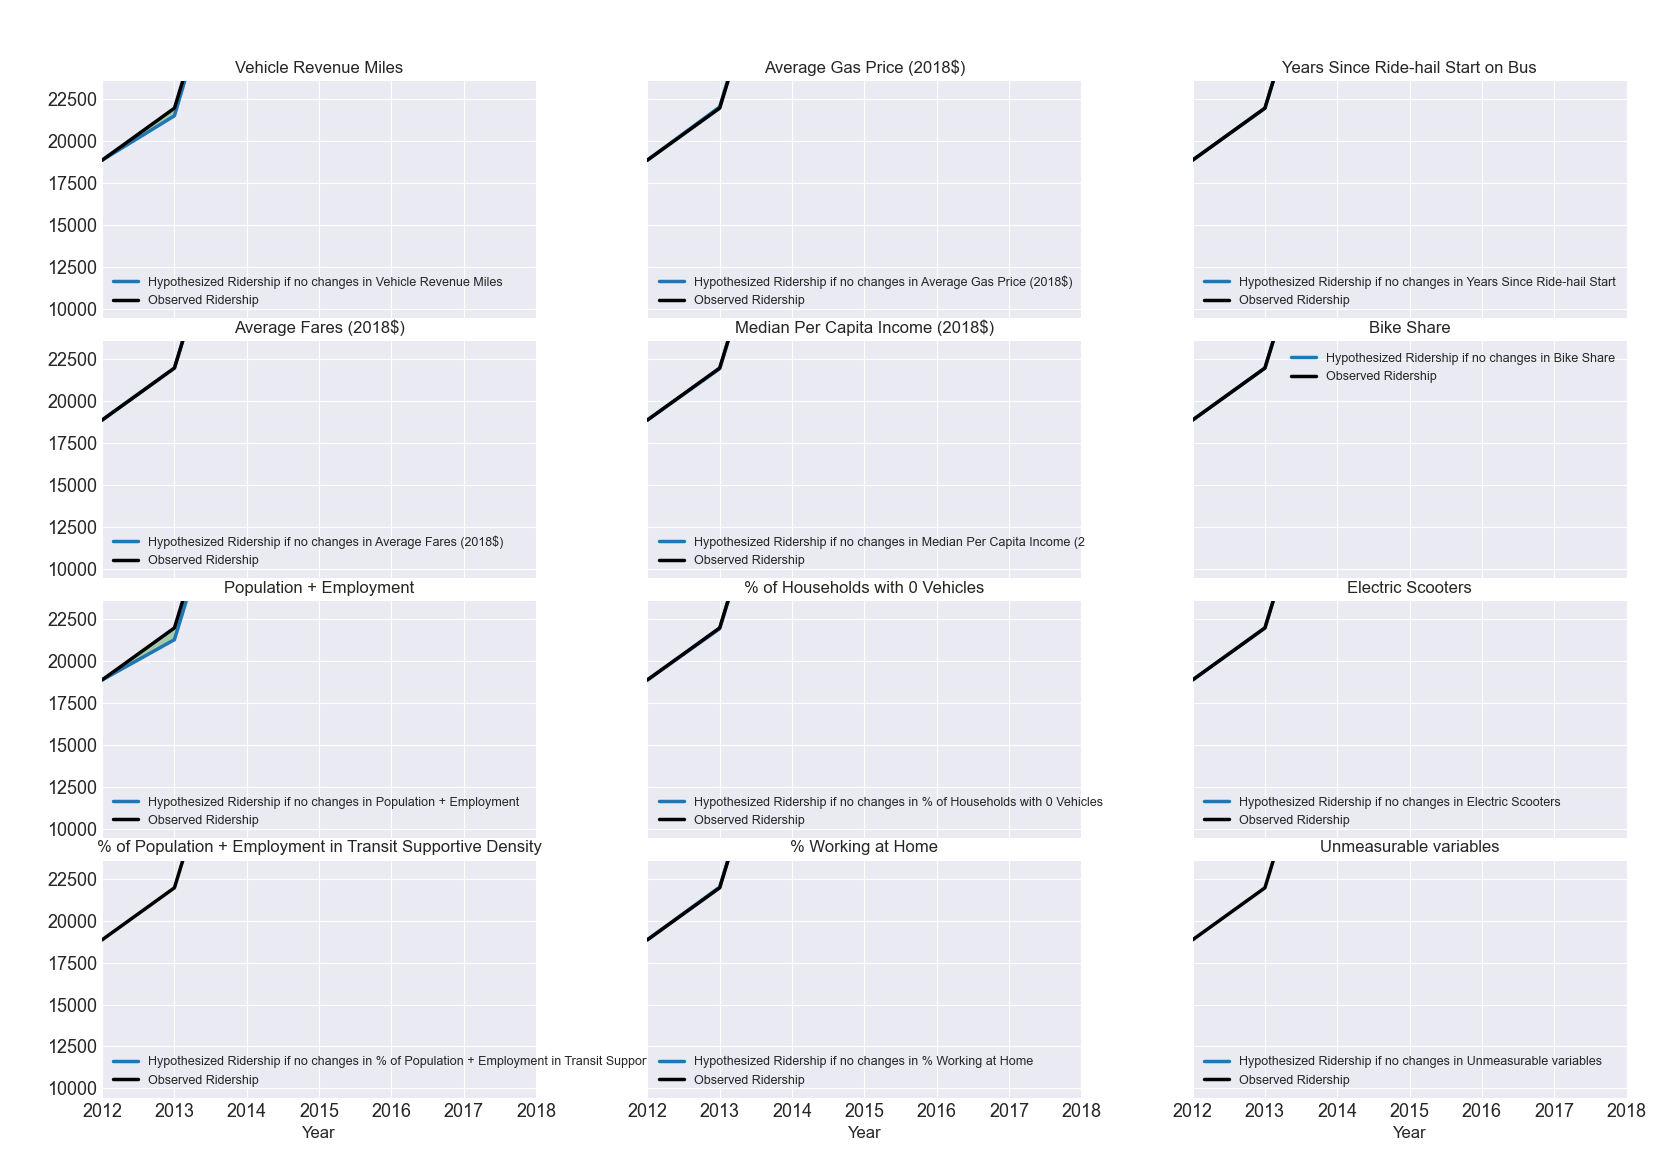 Vehicle Revenue Miles
22500
20000
17500
15000
12500
10000
Hypothesized Ridership if no changes in Vehicle Revenue Miles
Observed Ridership
Average Gas Price (2018$)
Hypothesized Ridership if no changes in Average Gas Price (2018$)
Observed Ridership
Years Since Ride-hail Start on Bus
Hypothesized Ridership if no changes in Years Since Ride-hail Start
Observed Ridership
Average Fares (2018$)
22500
20000
17500
15000
12500
10000
Hypothesized Ridership if no changes in Average Fares (2018$)
Observed Ridership
Median Per Capita Income (2018$)
Hypothesized Ridership if no changes in Median Per Capita Income (2
Observed Ridership
Bike Share
Hypothesized Ridership if no changes in Bike Share
Observed Ridership
Population + Employment
22500
20000
17500
15000
12500
10000
Hypothesized Ridership if no changes in Population + Employment
Observed Ridership
% of Households with 0 Vehicles
Hypothesized Ridership if no changes in % of Households with 0 Vehicles
Observed Ridership
Electric Scooters
Hypothesized Ridership if no changes in Electric Scooters
Observed Ridership
% of Population + Employment in Transit Supportive Density
22500
20000
17500
15000
12500
10000
Hypothesized Ridership if no changes in % of Population + Employment in Transit Suppor
Observed Ridership
2012 2013 2014 2015 2016 2017 2018
Year
% Working at Home
Hypothesized Ridership if no changes in % Working at Home
Observed Ridership
2012 2013 2014 2015 2016 2017 2018
Year
Unmeasurable variables
Hypothesized Ridership if no changes in Unmeasurable variables
Observed Ridership
2012 2013 2014 2015 2016 2017 2018
Year